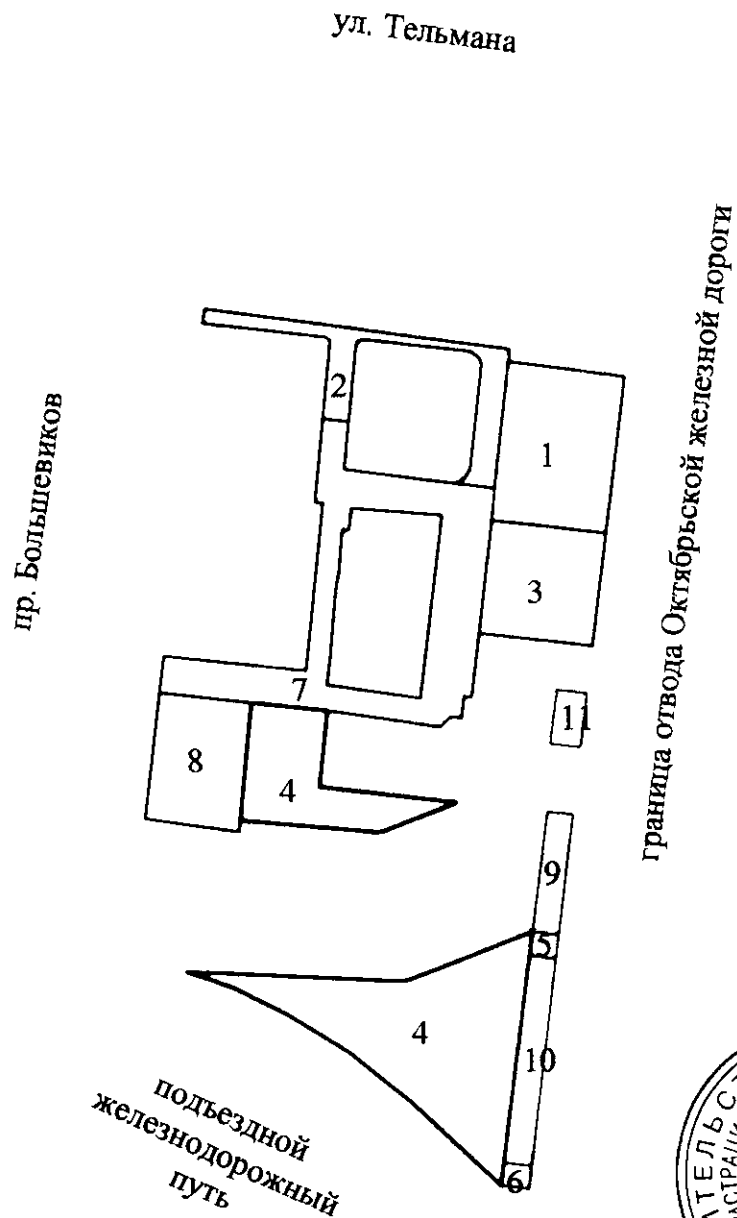 ул. Тельмана
граница отвода Октябрьской железной дороги
пр. Большевиков
2
1
3
7
11
8
4
9
5
4
10
6
подъездной
железнодорожный
путь